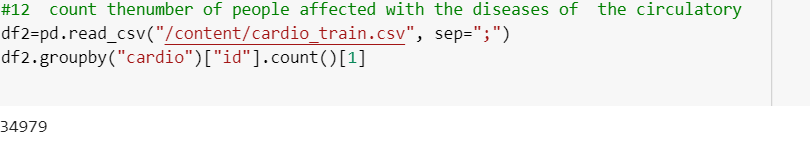 #12  count thenumber of people affected with the diseases of  the circulatory
df2=pd.read_csv("/content/cardio_train.csv", sep=";")
df2.groupby("cardio")["id"].count()[1]
34979